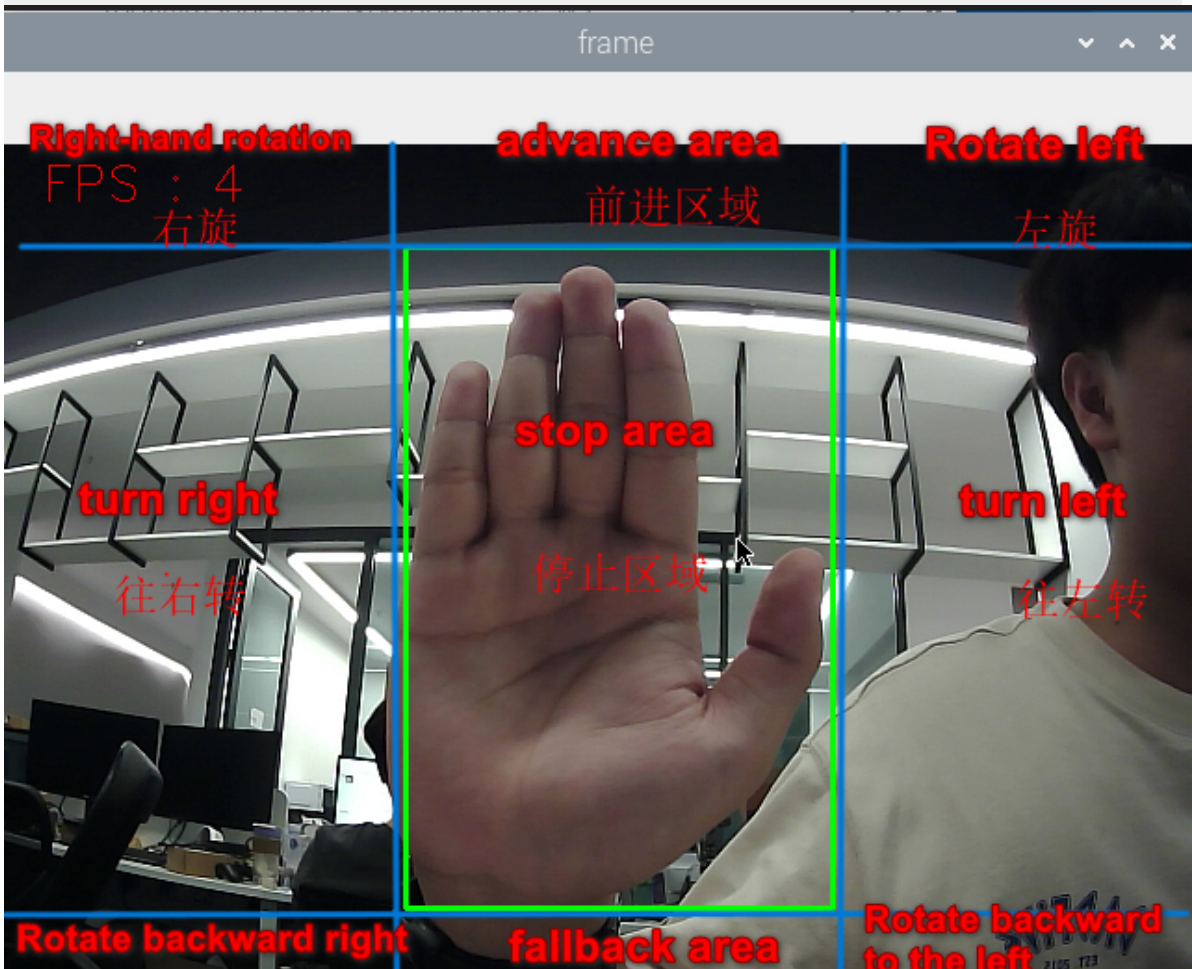 frame
Right-hand rotation
advance area
Rotate left
FPS : 4
右旋
前进区域
左旋
stop area
turn right
turn left
停止区域
往右转
往左转
Rotate backward right
fallback area
Rotate backward
to the left